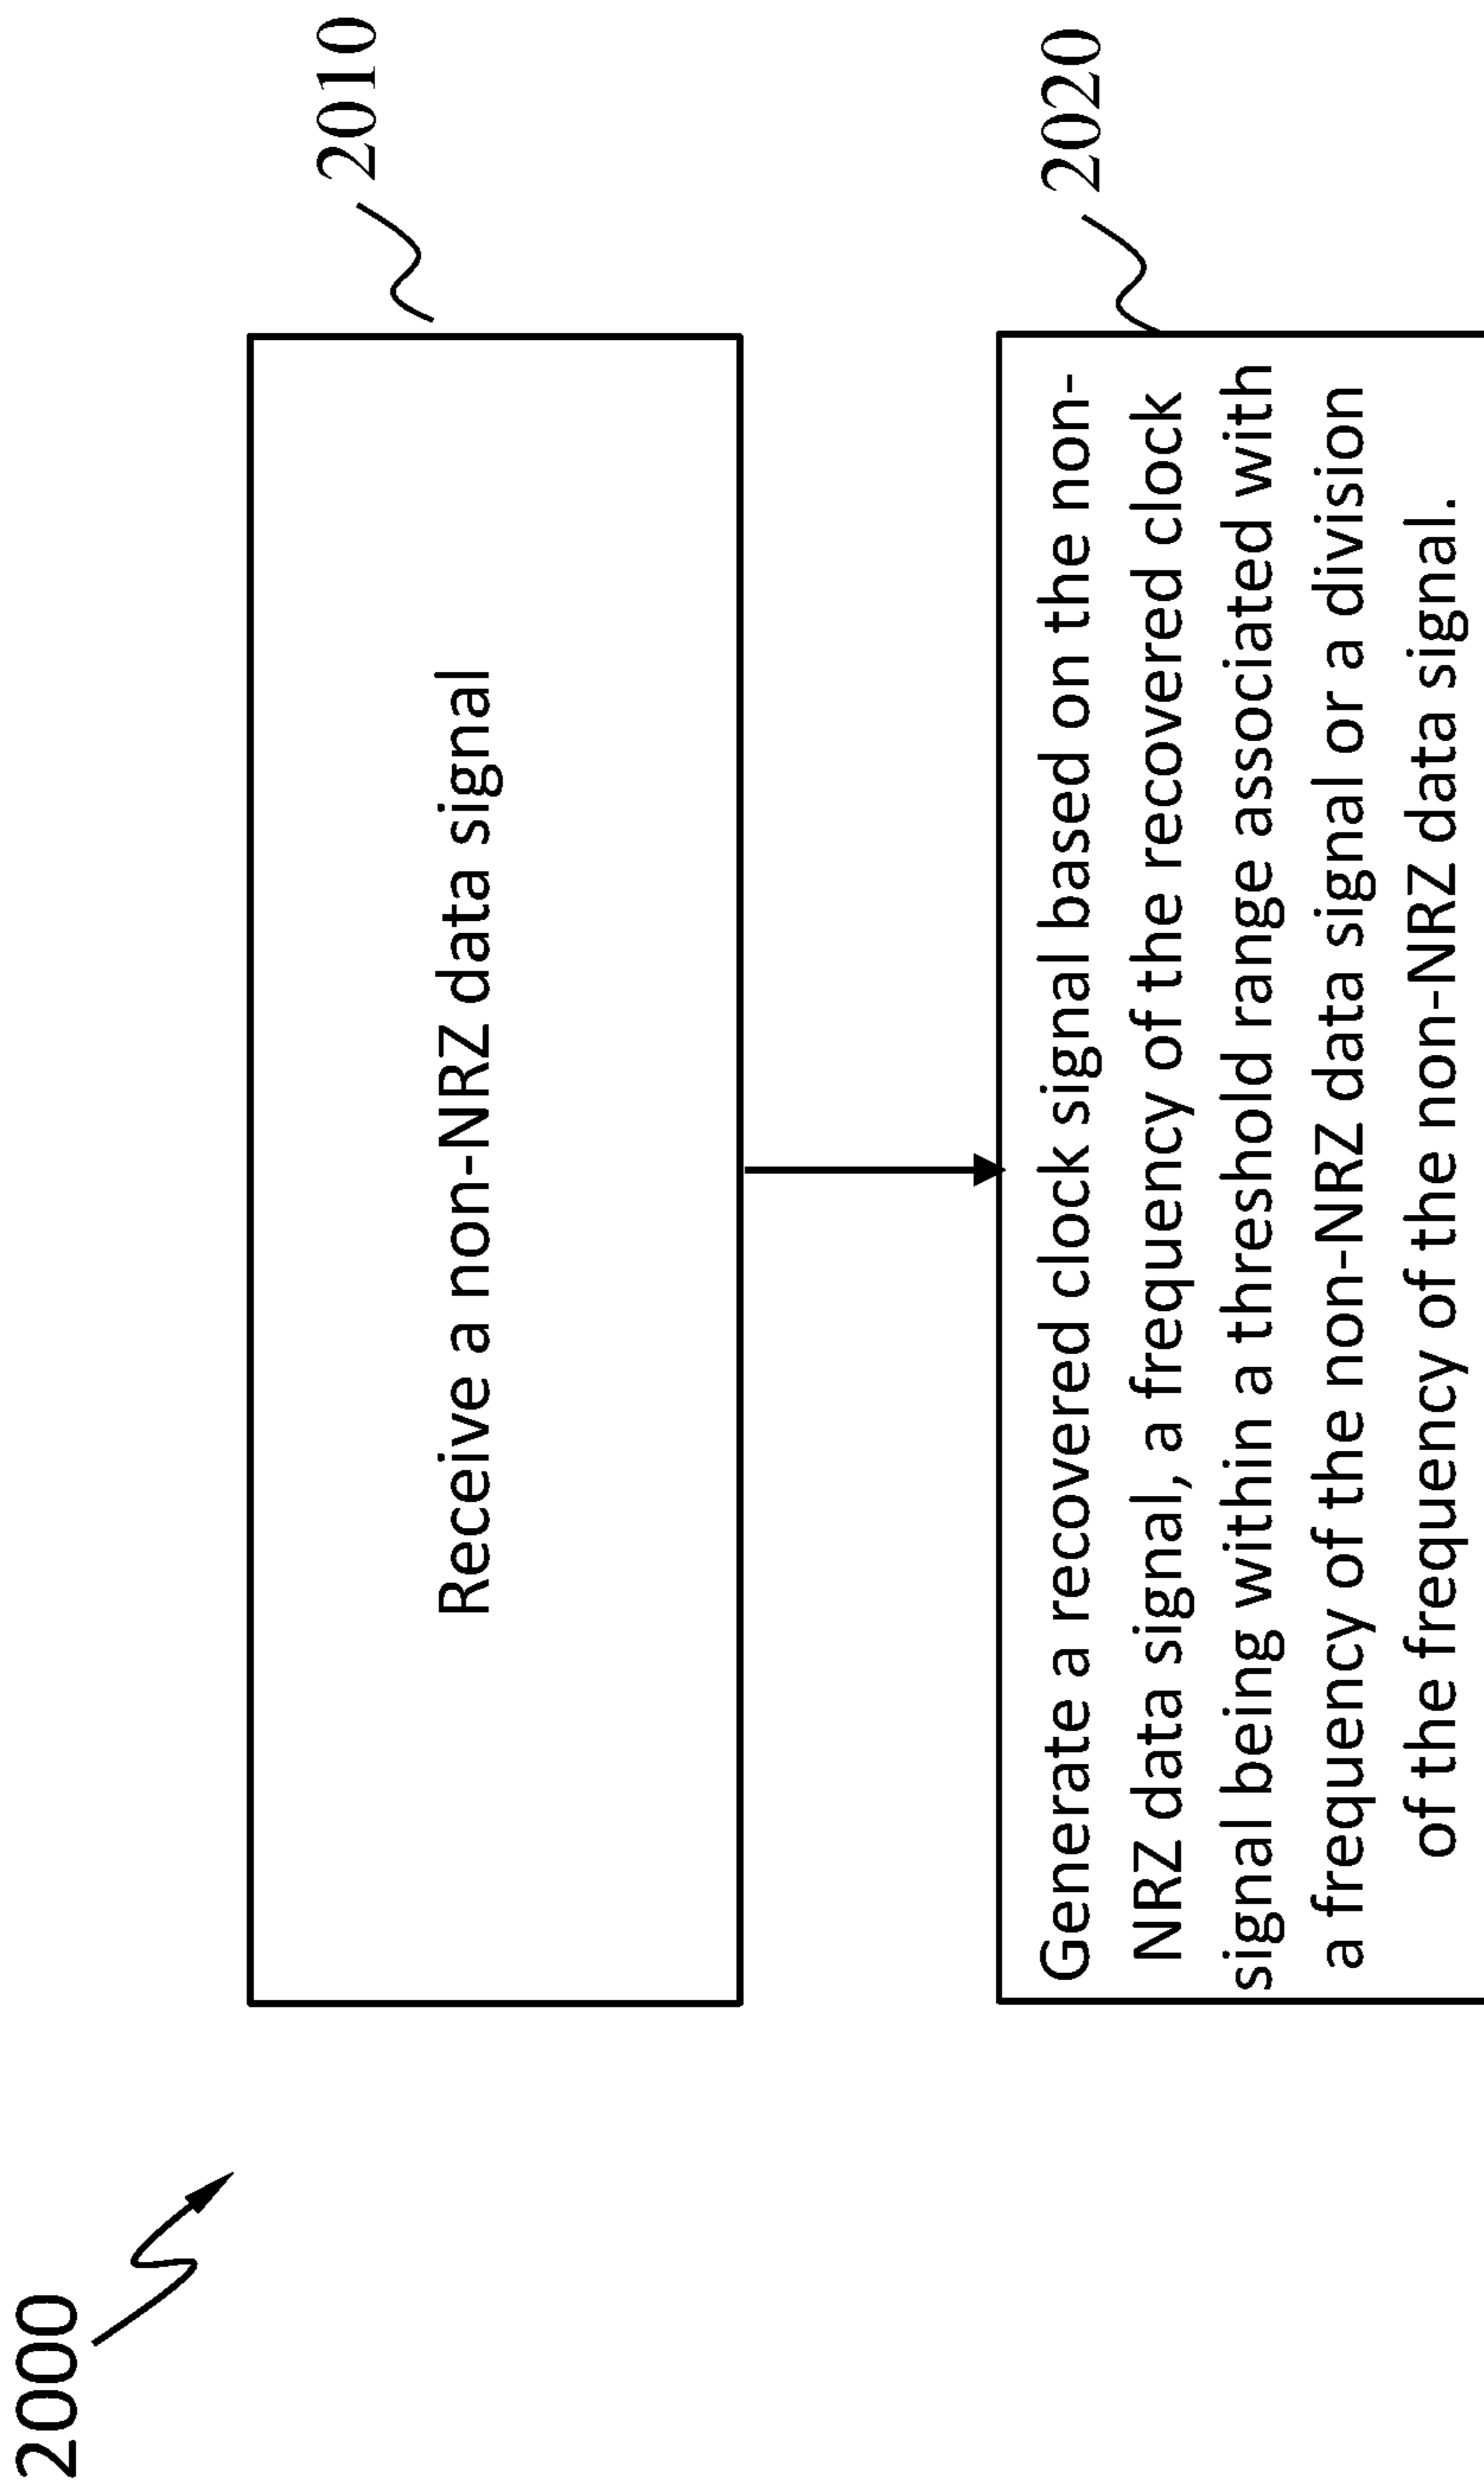 2000
Receive a non-NRZ data signal
2010
Generate a recovered clock signal based on the non-
NRZ data signal, a frequency of the recovered clock
signal being within a threshold range associated with
a frequency of the non-NRZ data signal or a division
of the frequency of the non-NRZ data signal.
2020